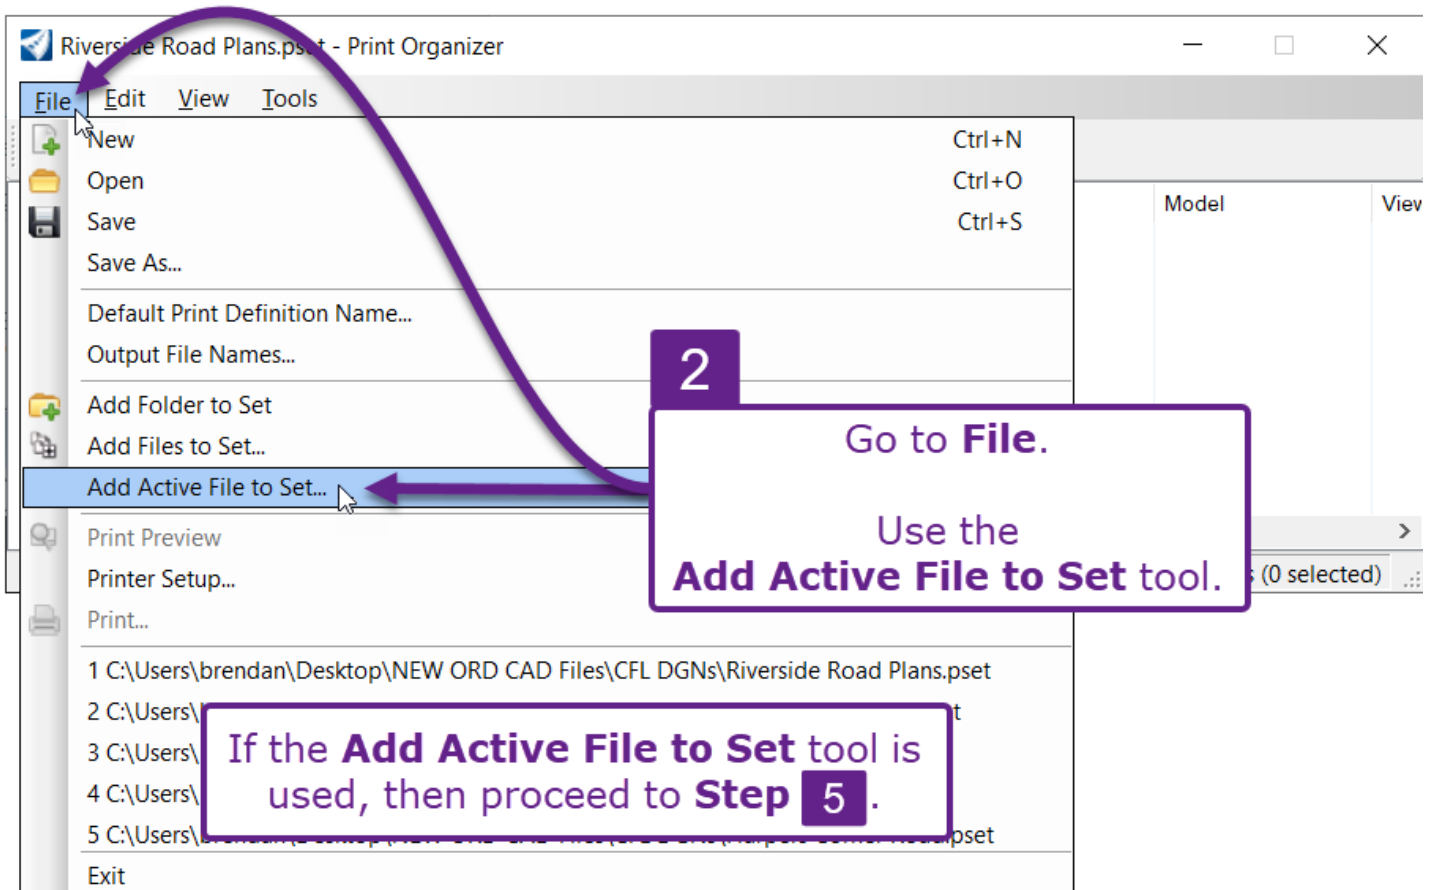 Riverside Road Plans.pset - Print Organizer
File Edit View Tools
New Ctrl+N
Open Ctrl+O
Save Ctrl+S
Save As...
Default Print Definition Name...
Output File Names...
Add Folder to Set
Add Files to Set...
Add Active File to Set...
Print Preview
Printer Setup...
Print...
1 C:\Users\brendan\Desktop\NEW ORD CAD Files\CFL DGNs\Riverside Road Plans.pset
2 C:\Users\
3 C:\Users\
4 C:\Users\
5 C:\Users\
Exit
Model View
2
Go to File.
Use the
Add Active File to Set tool.
(0 selected)
If the Add Active File to Set tool is
used, then proceed to Step 5.